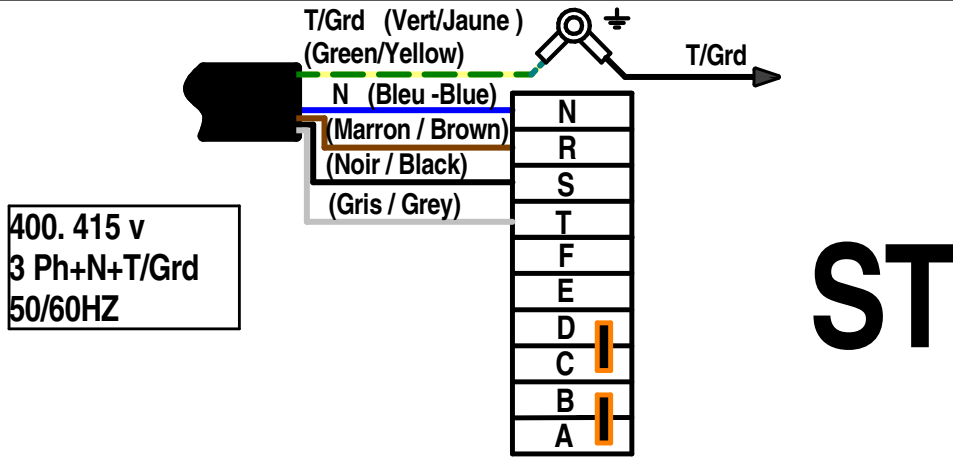 T/Grd (Vert/Jaune )
(Green/Yellow)
T/Grd
N (Bleu -Blue)
(Marron / Brown)
(Noir / Black)
(Gris / Grey)
N
R
S
T
F
E
D
C
B
A
400. 415 v
3 Ph+N+T/Grd
50/60HZ
ST